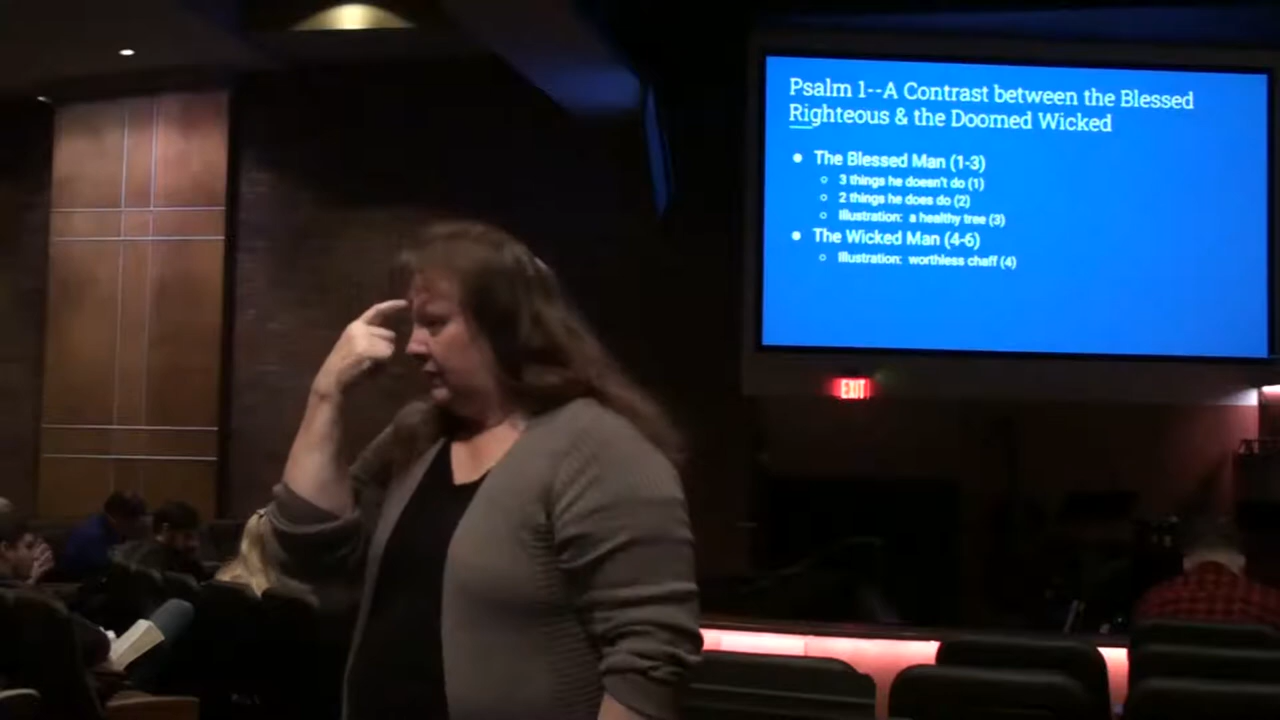 Psalm 1--A Contrast between the Blessed
Righteous & the Doomed Wicked
● The Blessed Man (1-3)
○ 3 things he doesn't do (1)
○ 2 things he does do (2)
○ Illustration: a healthy tree (3)
● The Wicked Man (4-6)
○ Illustration: worthless chaff (4)
EXIT